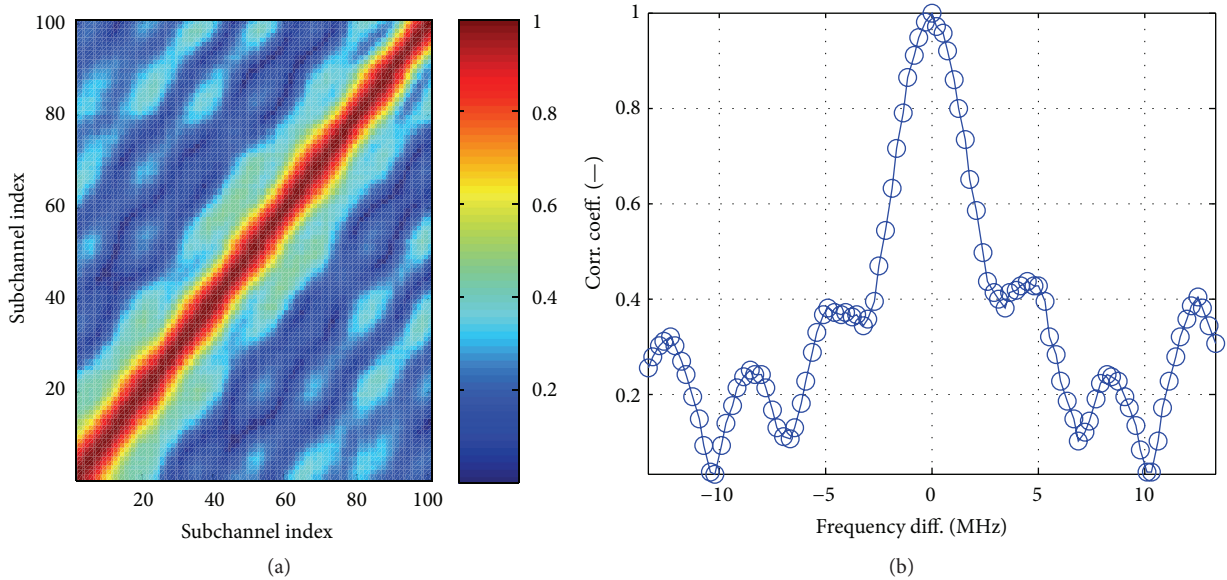 100
80
60
40
20
Subchannel index
20 40 60 80 100
Subchannel index
1
0.8
0.6
0.4
0.2
(a)
1
0.8
0.6
0.4
0.2
Corr. coeff. (—)
−10 −5 0 5 10
Frequency diff. (MHz)
(b)